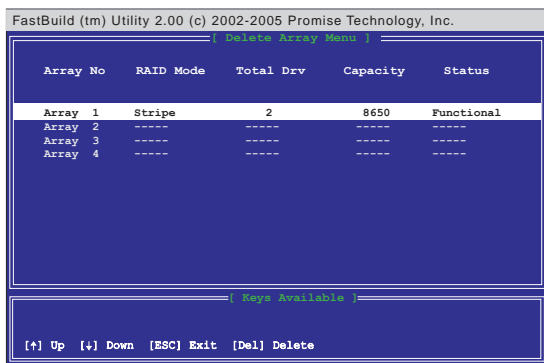 FastBuild (tm) Utility 2.00 (c) 2002-2005 Promise Technology, Inc.
[ Delete Array Menu ]
Array No RAID Mode Total Drv Capacity Status
Array 1 Stripe 2 8650 Functional
Array 2 ----- ----- ----- -----
Array 3 ----- ----- ----- -----
Array 4 ----- ----- ----- -----
[ Keys Available ]
[↑] Up [↓] Down [ESC] Exit [Del] Delete